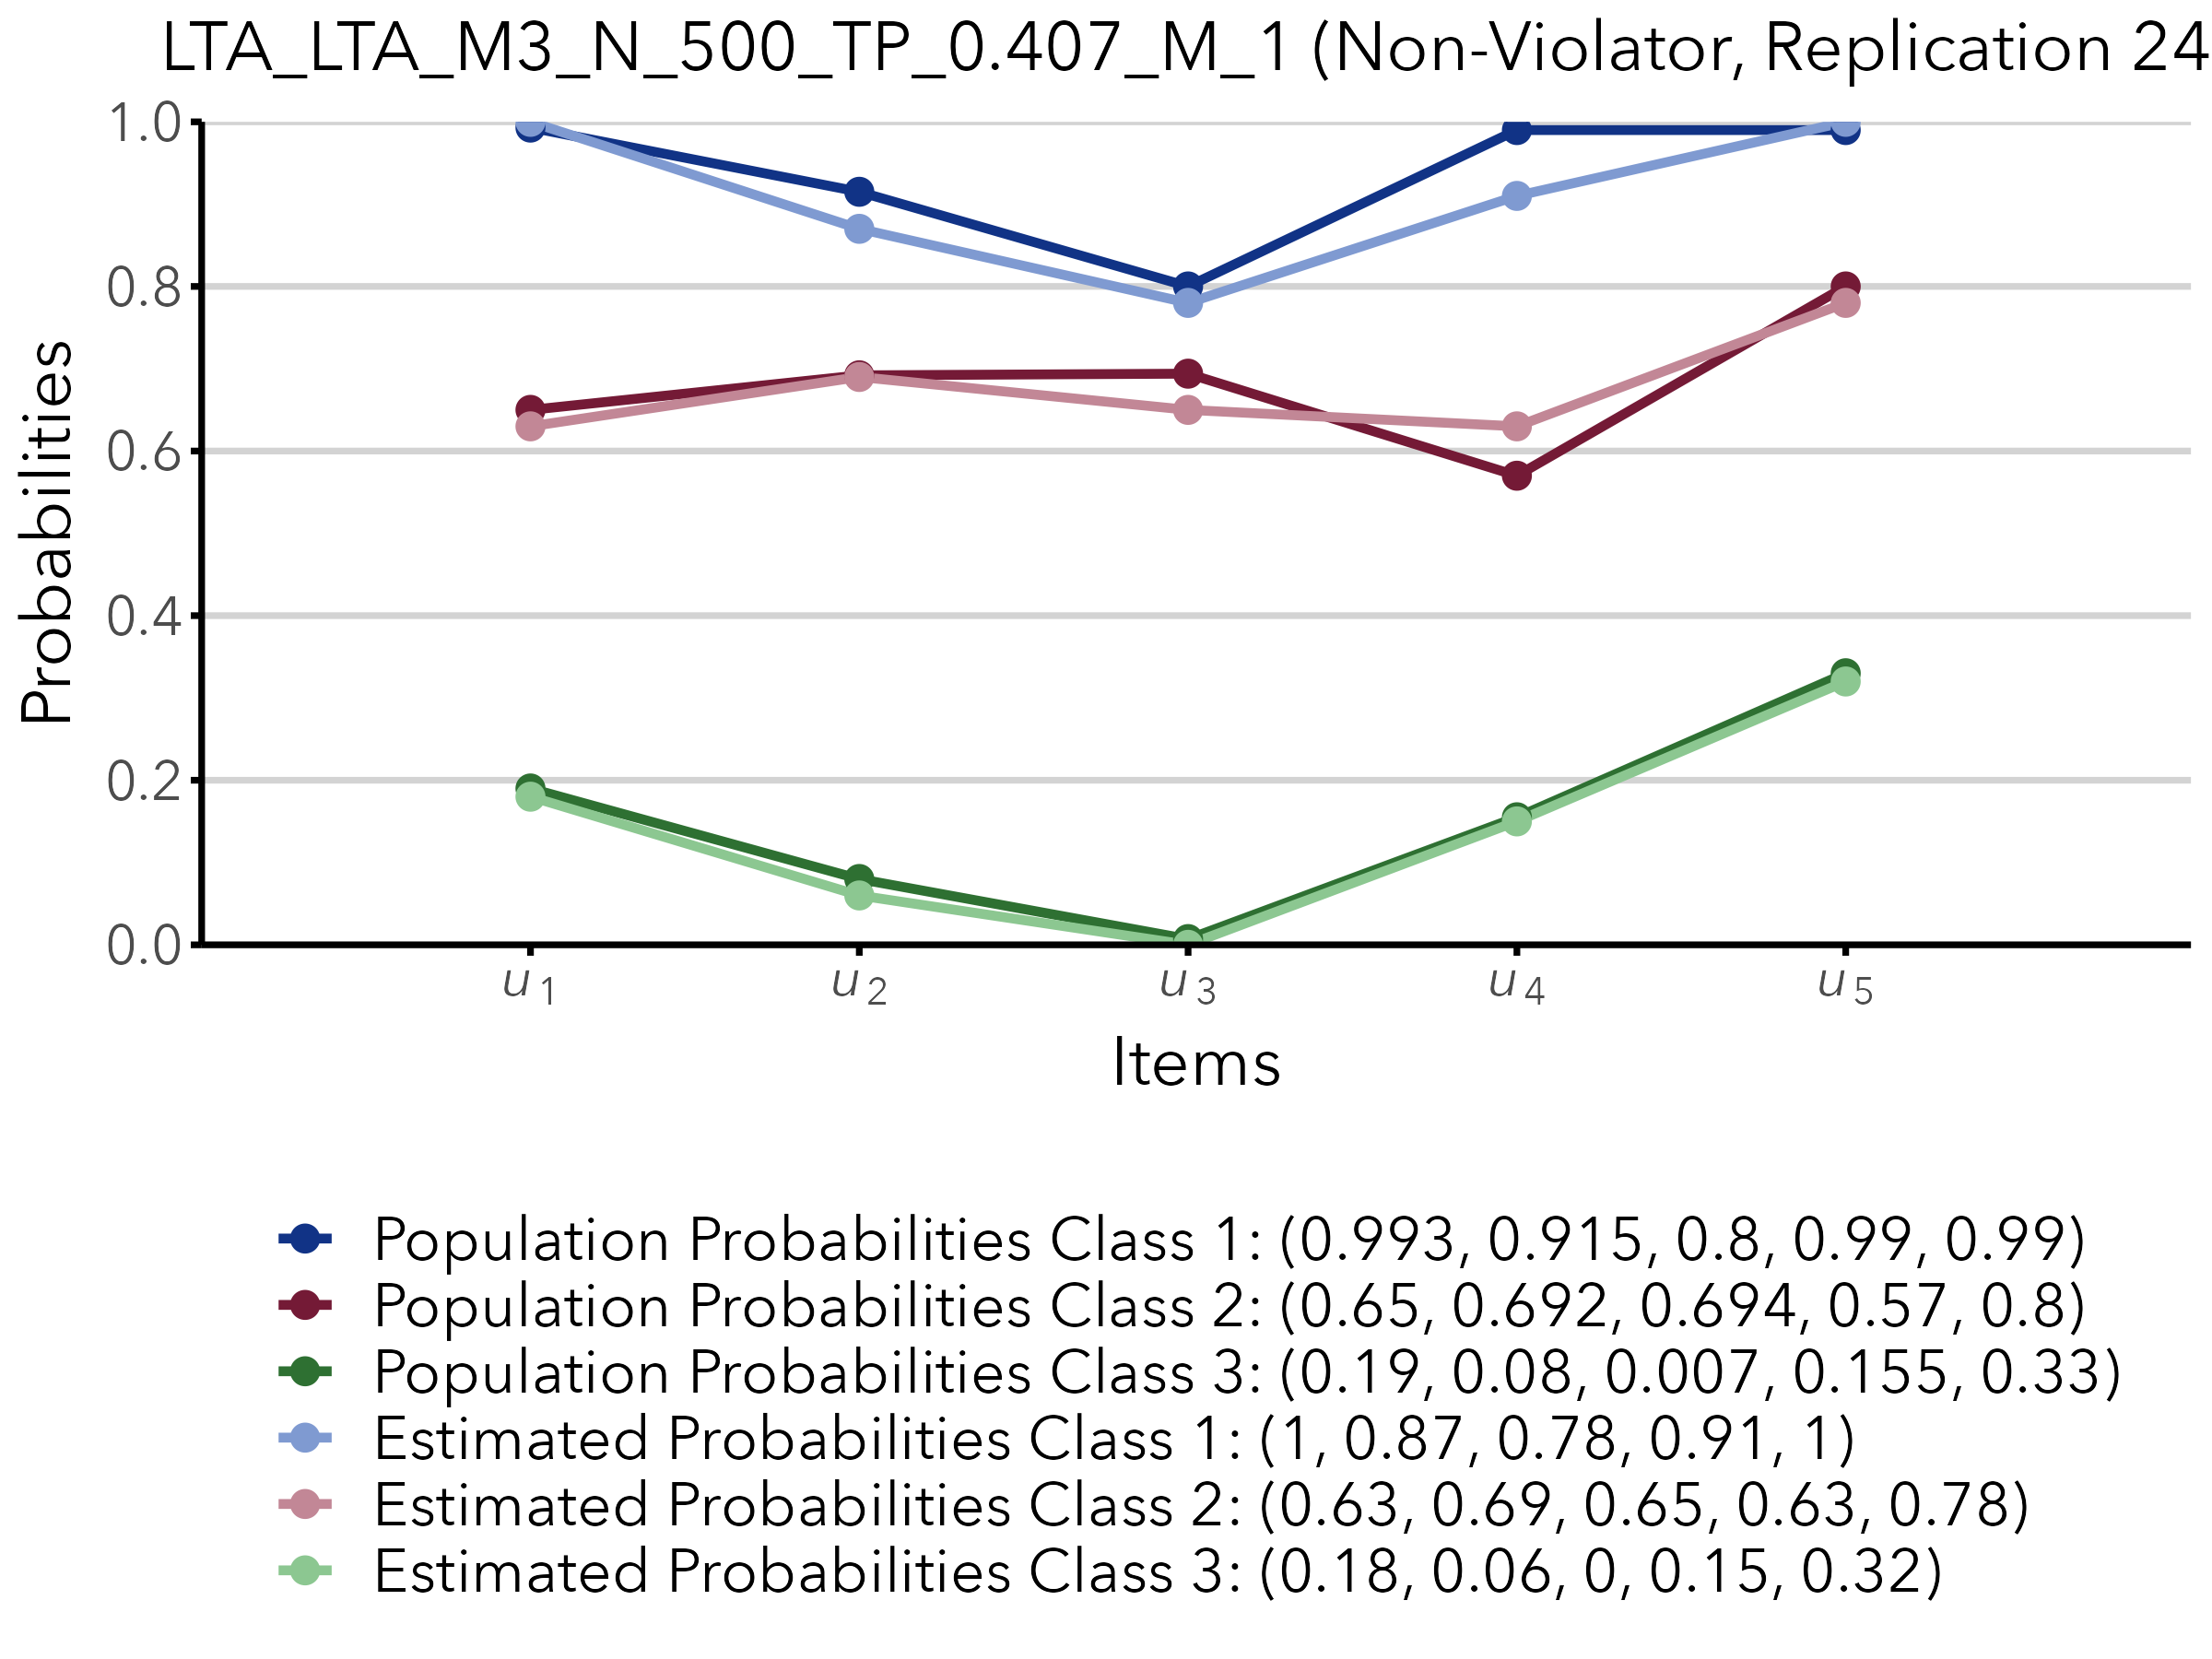 LTA_LTA_M3_N_500_TP_0.407_M_1 (Non-Violator, Replication 24
1.0
0.8
0.6
0.4
0.2
0.0
Probabilities
u1 u2 u3 u4 u5
Items
Population Probabilities Class 1: (0.993, 0.915, 0.8, 0.99, 0.99)
Population Probabilities Class 2: (0.65, 0.692, 0.694, 0.57, 0.8)
Population Probabilities Class 3: (0.19, 0.08, 0.007, 0.155, 0.33)
Estimated Probabilities Class 1: (1, 0.87, 0.78, 0.91, 1)
Estimated Probabilities Class 2: (0.63, 0.69, 0.65, 0.63, 0.78)
Estimated Probabilities Class 3: (0.18, 0.06, 0, 0.15, 0.32)